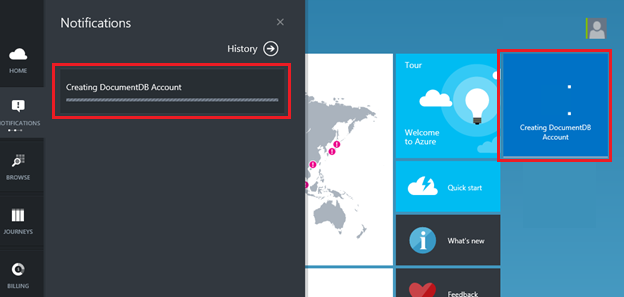 HOME
NOTIFICATIONS
BROWSE
JOURNEYS
BILLING
Notifications
History
Creating DocumentDB Account
Tour
Welcome
to Azure
Quick start
What's new
Feedback
Creating DocumentDB
Account